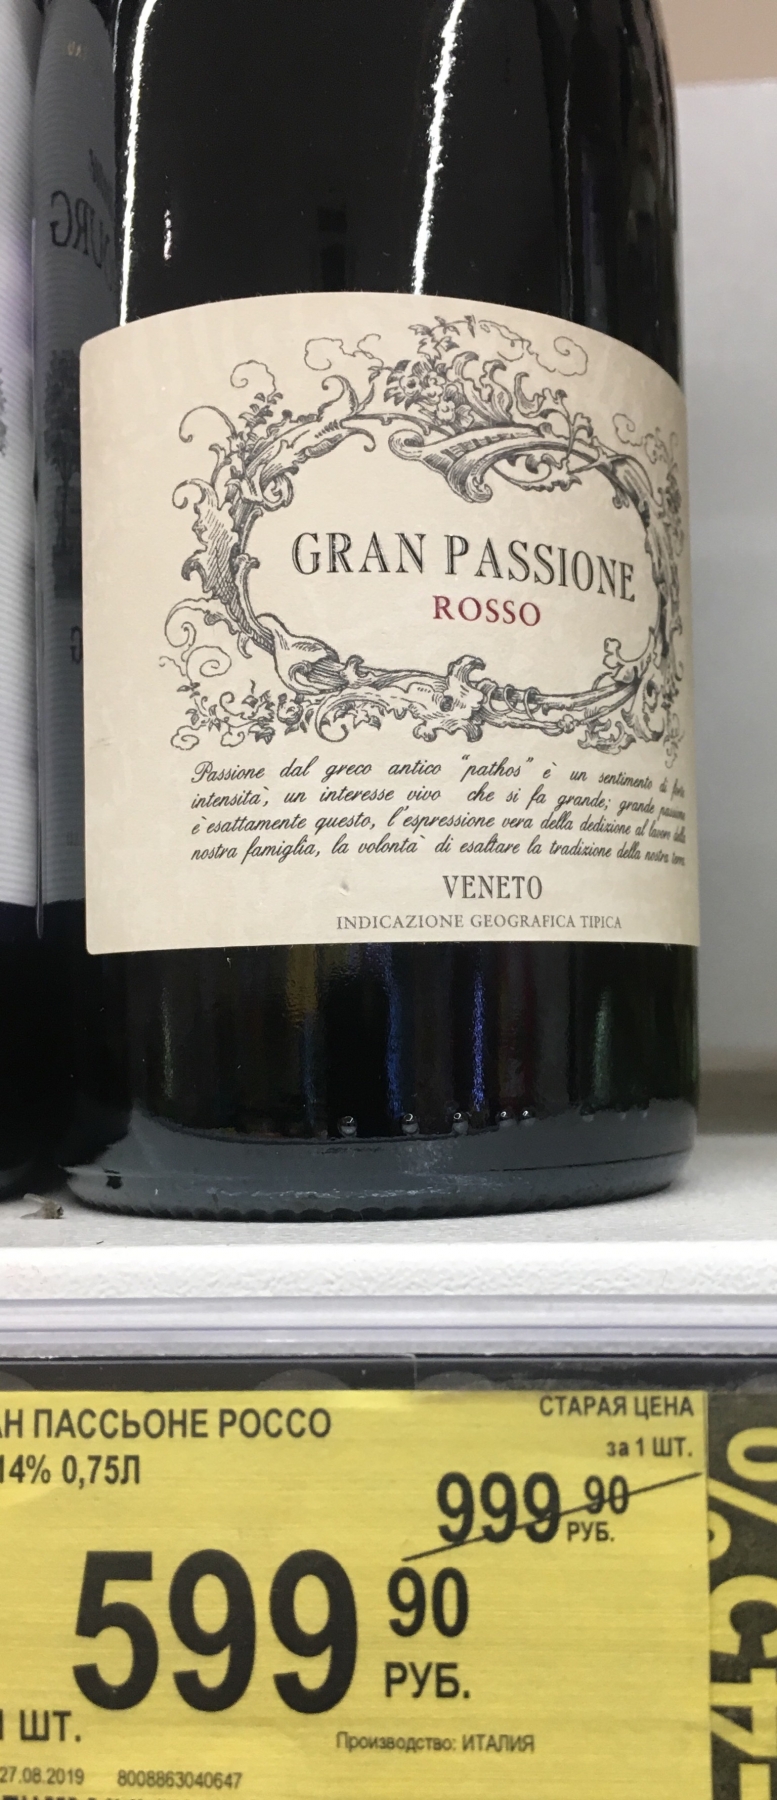 GRAN PASSIONE
ROSSO
Passione dal greco antico "pathos" è un sentimento di forte
intensità, un interesse vivo che si fa grande; grande passione
è esattamente questo, l'espressione vera della dedizione al lavoro della
nostra famiglia, la volontà di esaltare la tradizione della nostra terra
VENETO
INDICAZIONE GEOGRAFICA TIPICA
АН ПАССЬОНЕ РОССО
14% 0,75Л
СТАРАЯ ЦЕНА
за 1 ШТ.
999 90
РУБ.
599 90
РУБ.
1 ШТ.
Производство: ИТАЛИЯ
27.08.2019 8008863040647